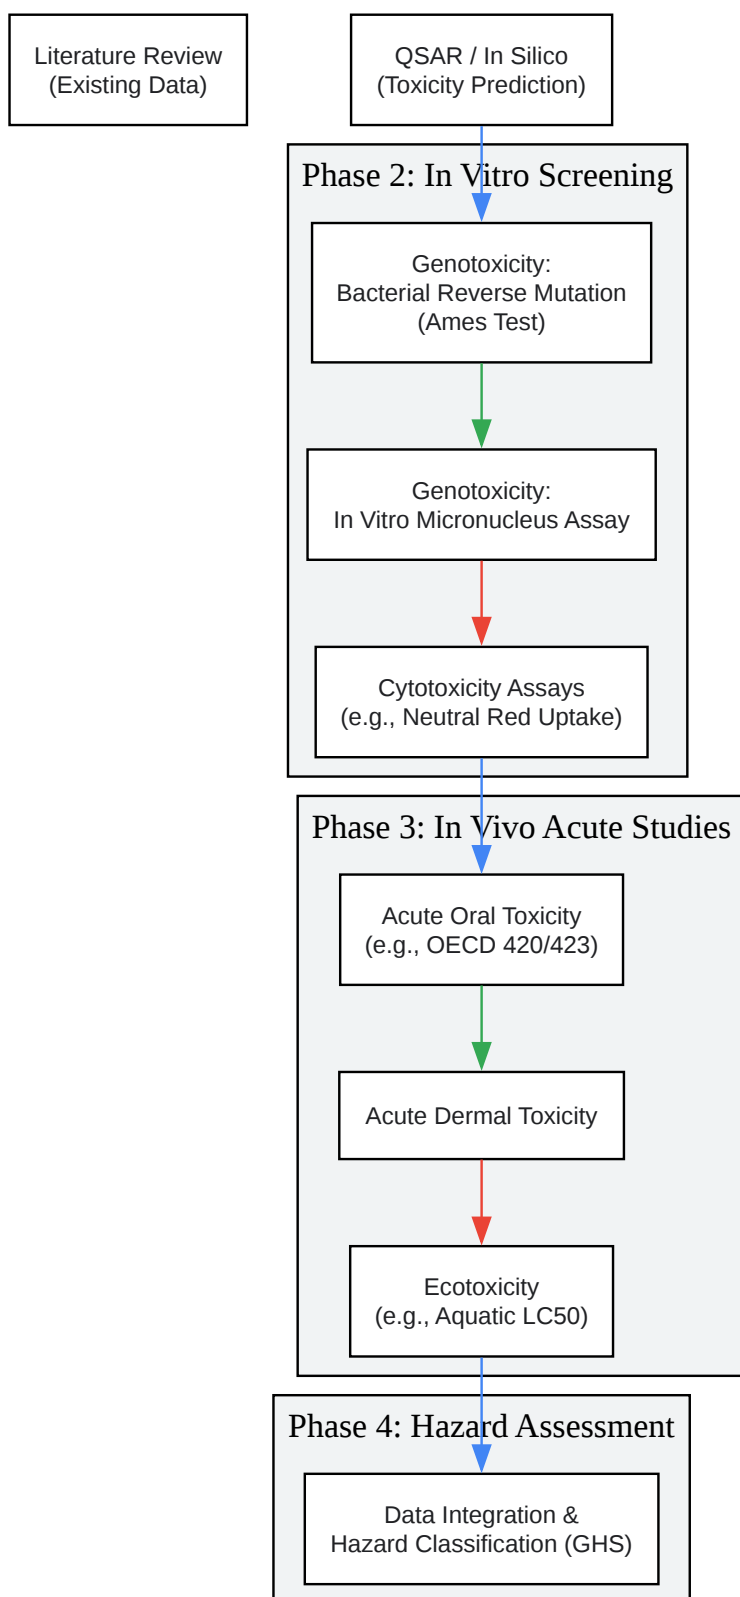 Literature Review
(Existing Data)
QSAR / In Silico
(Toxicity Prediction)
Phase 2: In Vitro Screening
Genotoxicity:
Bacterial Reverse Mutation
(Ames Test)
Genotoxicity:
In Vitro Micronucleus Assay
Cytotoxicity Assays
(e.g., Neutral Red Uptake)
Phase 3: In Vivo Acute Studies
Acute Oral Toxicity
(e.g., OECD 420/423)
Acute Dermal Toxicity
Ecotoxicity
(e.g., Aquatic LC50)
Phase 4: Hazard Assessment
Data Integration &
Hazard Classification (GHS)